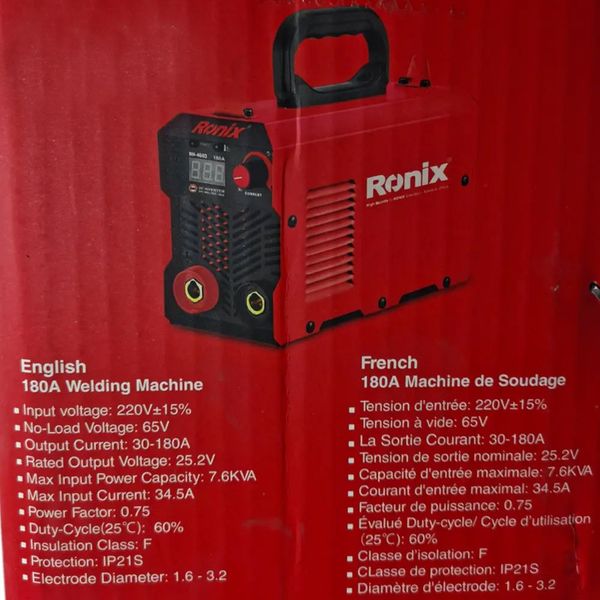 Ronix
RH-4603 180A
CURRENT
Ronix
English
180A Welding Machine
Input voltage: 220V±15%
No-Load Voltage: 65V
Output Current: 30-180A
Rated Output Voltage: 25.2V
Max Input Power Capacity: 7.6KVA
Max Input Current: 34.5A
Power Factor: 0.75
Duty-Cycle(25℃): 60%
Insulation Class: F
Protection: IP21S
Electrode Diameter: 1.6 - 3.2
French
180A Machine de Soudage
Tension d'entrée: 220V±15%
Tension à vide: 65V
La Sortie Courant: 30-180A
Tension de sortie nominale: 25.2V
Capacité d'entrée maximale: 7.6KVA
Courant d'entrée maximal: 34.5A
Facteur de puissance: 0.75
Évalué Duty-cycle/ Cycle d'utilisation
(25℃): 60%
Classe d'isolation: F
CLasse de protection: IP21S
Diamètre d'électrode: 1.6 - 3.2